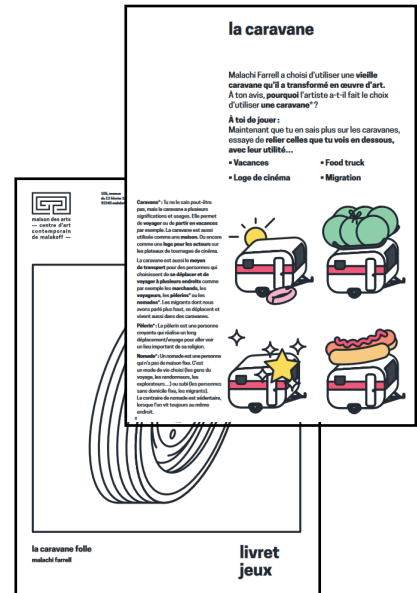 la caravane
Malachi Farrell a choisi d'utiliser une vieille
caravane qu'il a transformé en œuvre d'art.
À ton avis, pourquoi l'artiste a-t-il fait le choix
d'utiliser une caravane* ?
À toi de jouer :
Maintenant que tu en sais plus sur les caravanes,
essaye de relier celles que tu vois en dessous,
avec leur utilité...
▪ Vacances
▪ Food truck
▪ Loge de cinéma
▪ Migration
Caravane* : Tu ne le sais peut-être
pas, mais la caravane a plusieurs
significations et usages. Elle permet
de voyager ou de partir en vacances
par exemple. La caravane est aussi
utilisée comme une maison. Ou encore
comme une loge pour les acteurs sur
les plateaux de tournages de cinéma.
La caravane est aussi le moyen
de transport pour des personnes qui
choisissent de se déplacer et de
voyager à plusieurs endroits comme
par exemple les marchands, les
voyageurs, les pèlerins* ou les
nomades*. Les migrants dont nous
avons parlé plus haut, se déplacent et
vivent aussi dans des caravanes.
Pèlerin* : Le pèlerin est une personne
croyante qui réalise un long
déplacement/voyage pour aller voir
un lieu important de sa religion.
Nomade* : Un nomade est une personne
qui n'a pas de maison fixe. C'est
un mode de vie choisi (les gens du
voyage, les randonneurs, les
explorateurs...) ou subi (les personnes
sans domicile fixe, les migrants).
Le contraire de nomade est sédentaire,
lorsque l'on vit toujours au même
endroit.
maison des arts
— centre d'art
contemporain
de malakoff —
105, avenue
du 12 février
92240
la caravane folle
malachi farrell
livret
jeux